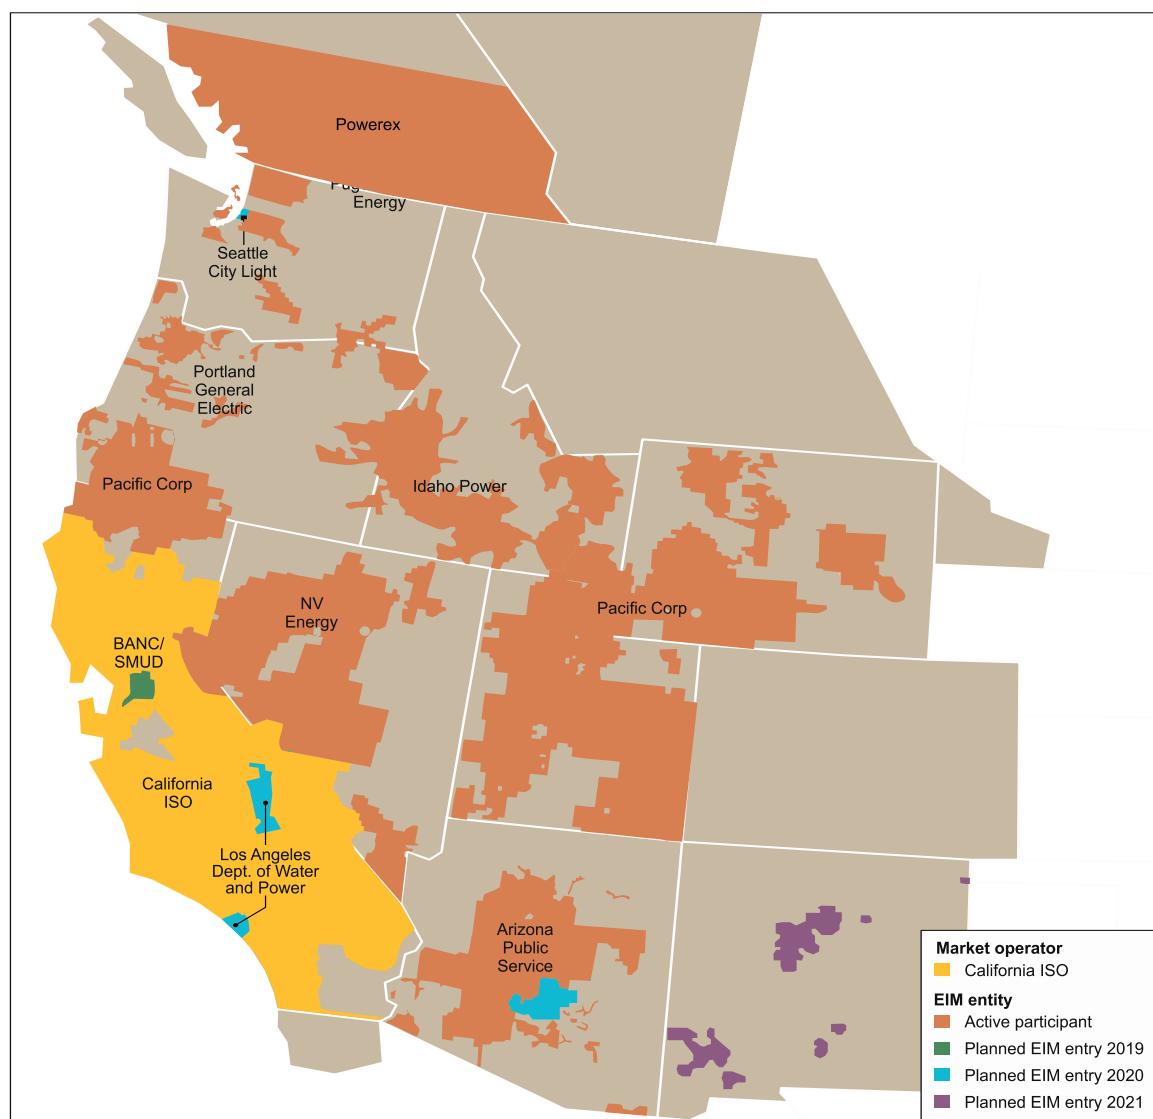 Powerex
Energy
Seattle
City Light
Portland
General
Electric
Pacific Corp
Idaho Power
NV
Energy
Pacific Corp
BANC/
SMUD
California
ISO
Los Angeles
Dept. of Water
and Power
Arizona
Public
Service
Market operator
California ISO
EIM entity
Active participant
Planned EIM entry 2019
Planned EIM entry 2020
Planned EIM entry 2021